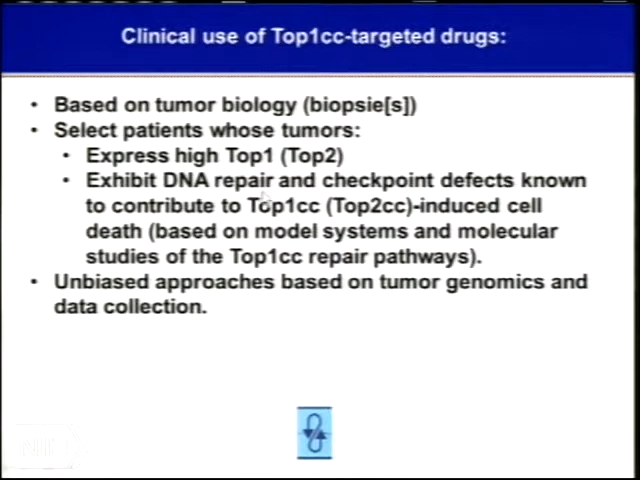 Clinical use of Top1cc-targeted drugs:
• Based on tumor biology (biopsie[s])
• Select patients whose tumors:
• Express high Top1 (Top2)
• Exhibit DNA repair and checkpoint defects known
to contribute to Top1cc (Top2cc)-induced cell
death (based on model systems and molecular
studies of the Top1cc repair pathways).
• Unbiased approaches based on tumor genomics and
data collection.